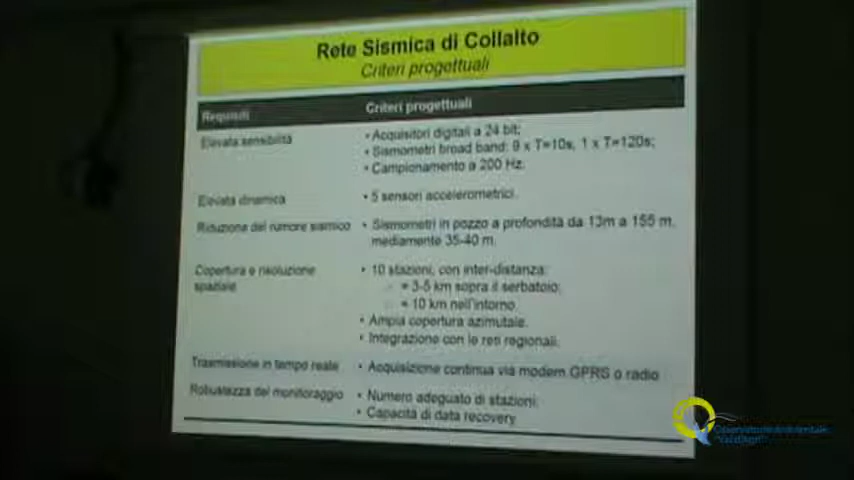 Rete Sismica di Collalto
Criteri progettuali
Requisiti Criteri progettuali
Elevata sensibilità • Acquisitori digitali a 24 bit;
• Sismometri broad band: 9 x T=10s, 1 x T=120s;
• Campionamento a 200 Hz.
Elevata dinamica • 5 sensori accelerometrici.
Riduzione del rumore sismico • Sismometri in pozzo a profondità da 13m a 155 m,
mediamente 35-40 m.
Copertura e risoluzione • 10 stazioni, con inter-distanza:
spaziale - ≈ 3-5 km sopra il serbatoio;
- ≈ 10 km nell'intorno.
• Ampia copertura azimutale.
• Integrazione con le reti regionali.
Trasmissione in tempo reale • Acquisizione continua via modem GPRS o radio
Robustezza del monitoraggio • Numero adeguato di stazioni;
• Capacità di data recovery
Osservatorio Ambientale
"Val d'Agri"